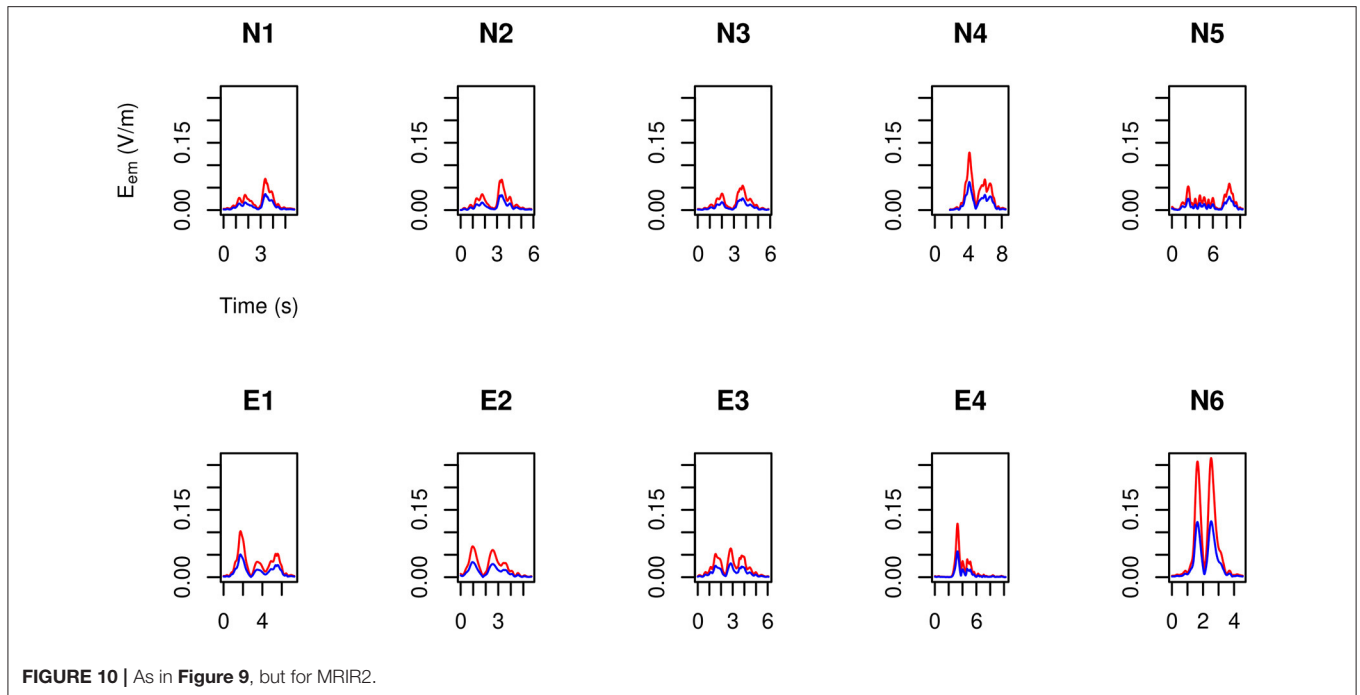 N1 N2 N3 N4 N5
E_em (V/m)
0.00 0.15 0.00 0.15 0.00 0.15 0.00 0.15 0.00 0.15
0 3 0 3 6 0 3 6 0 4 8 0 6
Time (s)
E1 E2 E3 E4 N6
0.00 0.15 0.00 0.15 0.00 0.15 0.00 0.15 0.00 0.15
0 4 0 3 0 3 6 0 6 0 2 4
FIGURE 10 | As in Figure 9, but for MRIR2.